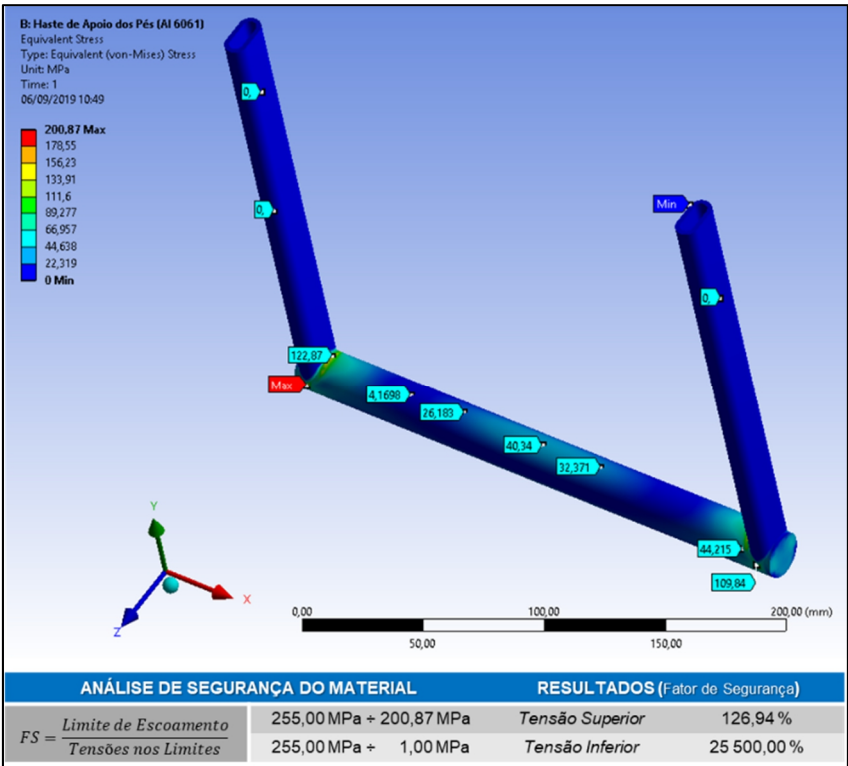 B: Haste de Apoio dos Pés (Al 6061)
Equivalent Stress
Type: Equivalent (von-Mises) Stress
Unit: MPa
Time: 1
06/09/2019 10:49
200,87 Max
178,55
156,23
133,91
111,6
89,277
66,957
44,638
22,319
0 Min
0,
0,
Min
0,
122,87
Max
4,1698
26,183
40,34
32,371
44,215
109,84
Y
X
Z
0,00
100,00
200,00 (mm)
50,00
150,00
ANÁLISE DE SEGURANÇA DO MATERIAL RESULTADOS (Fator de Segurança)
FS = Limite de Escoamento / Tensões nos Limites
255,00 MPa ÷ 200,87 MPa Tensão Superior 126,94 %
255,00 MPa ÷ 1,00 MPa Tensão Inferior 25 500,00 %